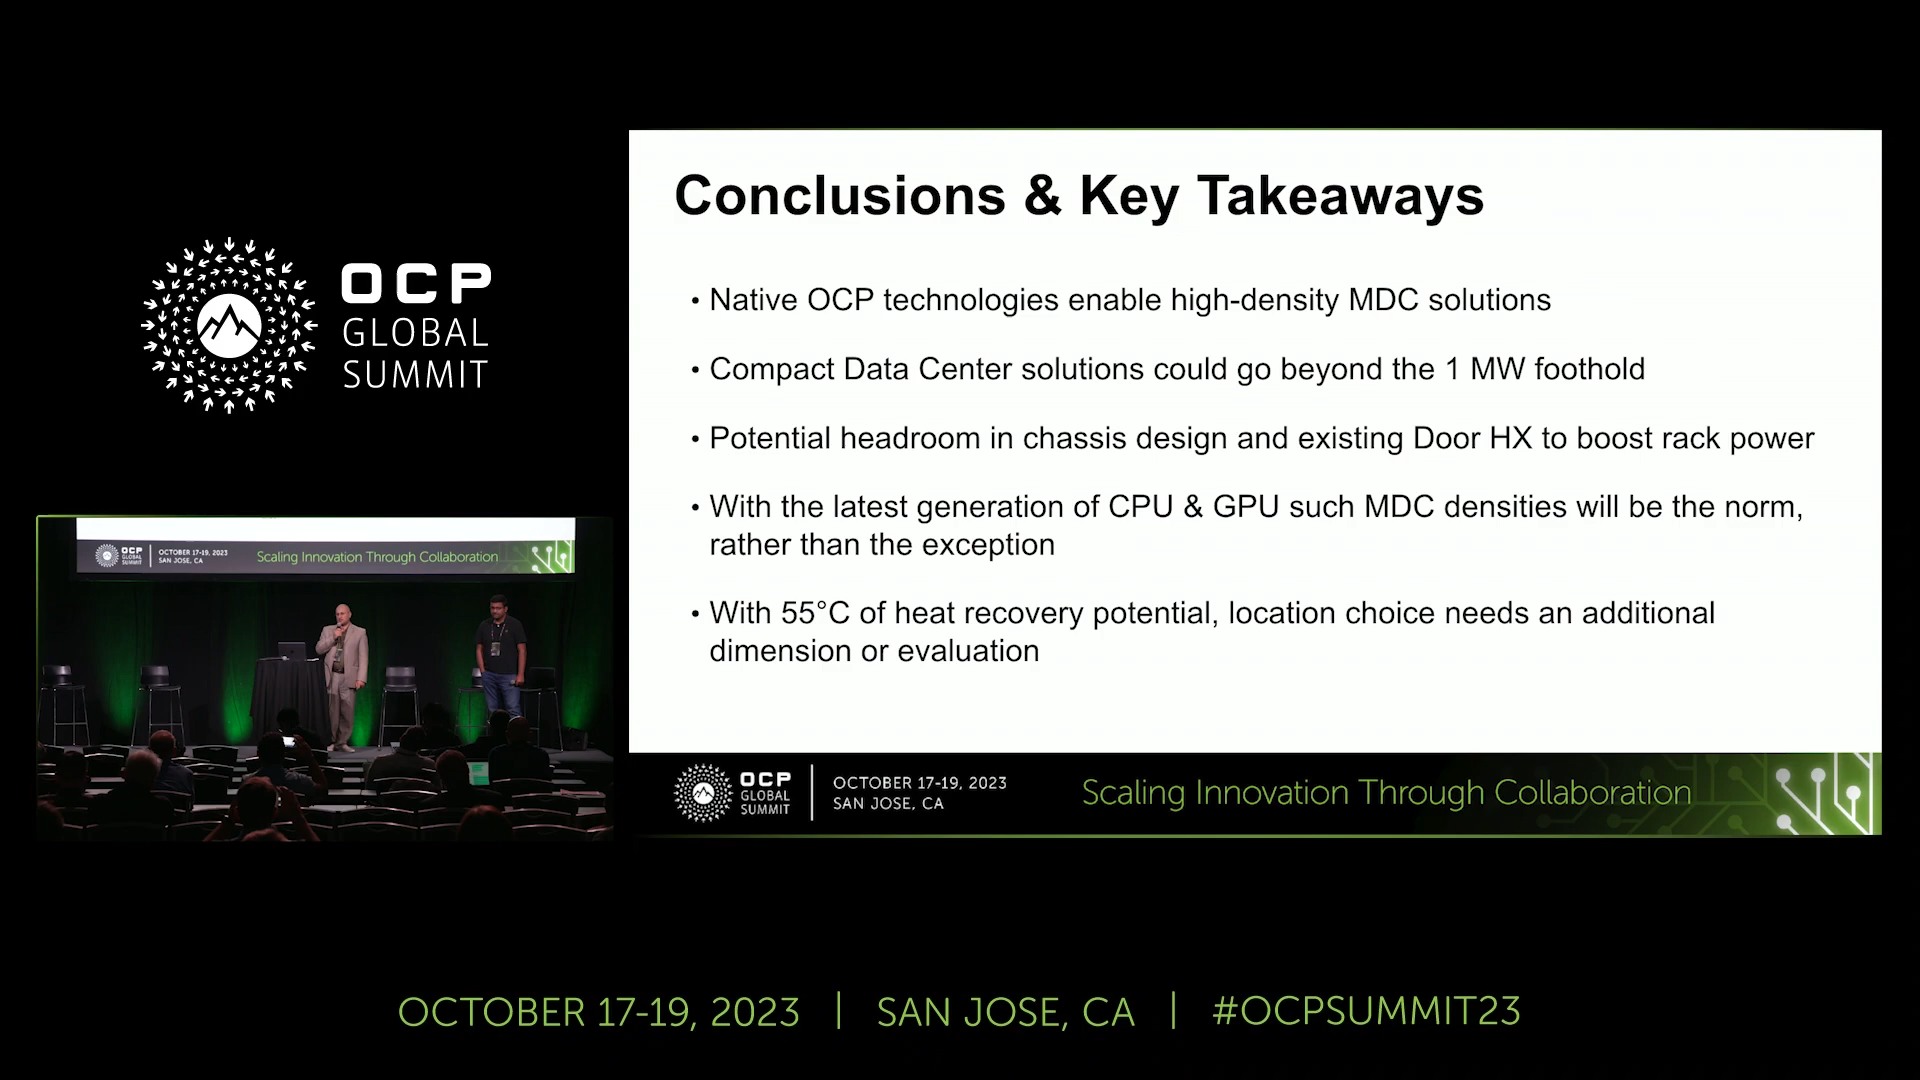 OCP
GLOBAL
SUMMIT
Conclusions & Key Takeaways
• Native OCP technologies enable high-density MDC solutions
• Compact Data Center solutions could go beyond the 1 MW foothold
• Potential headroom in chassis design and existing Door HX to boost rack power
• With the latest generation of CPU & GPU such MDC densities will be the norm,
rather than the exception
• With 55°C of heat recovery potential, location choice needs an additional
dimension or evaluation
OCP
GLOBAL
SUMMIT
OCTOBER 17-19, 2023
SAN JOSE, CA
Scaling Innovation Through Collaboration
OCP
GLOBAL
SUMMIT
OCTOBER 17-19, 2023
SAN JOSE, CA
Scaling Innovation Through Collaboration
OCTOBER 17-19, 2023 | SAN JOSE, CA | #OCPSUMMIT23